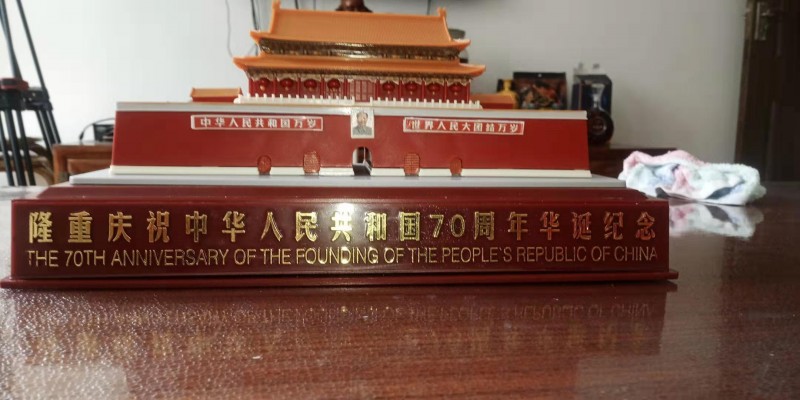 中华人民共和国万岁
世界人民大团结万岁
隆重庆祝中华人民共和国70周年华诞纪念
THE 70TH ANNIVERSARY OF THE FOUNDING OF THE PEOPLE'S REPUBLIC OF CHINA